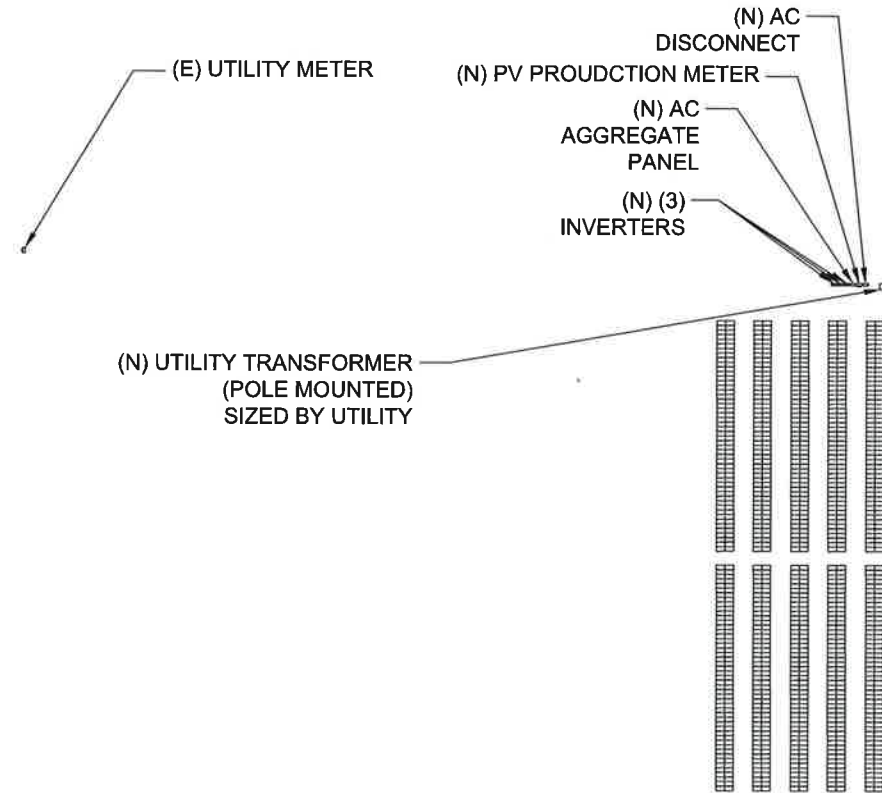 (N) AC
DISCONNECT
(E) UTILITY METER
(N) PV PROUDCTION METER
(N) AC
AGGREGATE
PANEL
(N) (3)
INVERTERS
(N) UTILITY TRANSFORMER
(POLE MOUNTED)
SIZED BY UTILITY